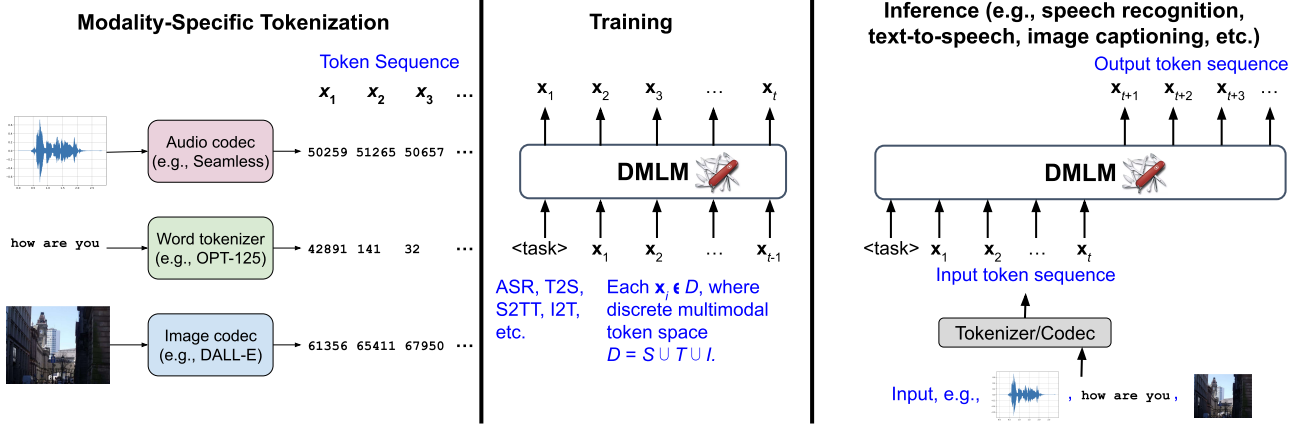 Modality-Specific Tokenization
Token Sequence
x1 x2 x3 ...
Audio codec
(e.g., Seamless)
50259 51265 50657 ...
how are you
Word tokenizer
(e.g., OPT-125)
42891 141 32 ...
Image codec
(e.g., DALL-E)
61356 65411 67950 ...
Training
x1 x2 x3 ... xt
DMLM
<task> x1 x2 ... xt-1
ASR, T2S,
S2TT, I2T,
etc.
Each xi ϵ D, where
discrete multimodal
token space
D = S ∪ T ∪ I.
Inference (e.g., speech recognition,
text-to-speech, image captioning, etc.)
Output token sequence
xt+1 xt+2 xt+3 ...
DMLM
<task> x1 x2 ... xt
Input token sequence
Tokenizer/Codec
Input, e.g., , how are you,